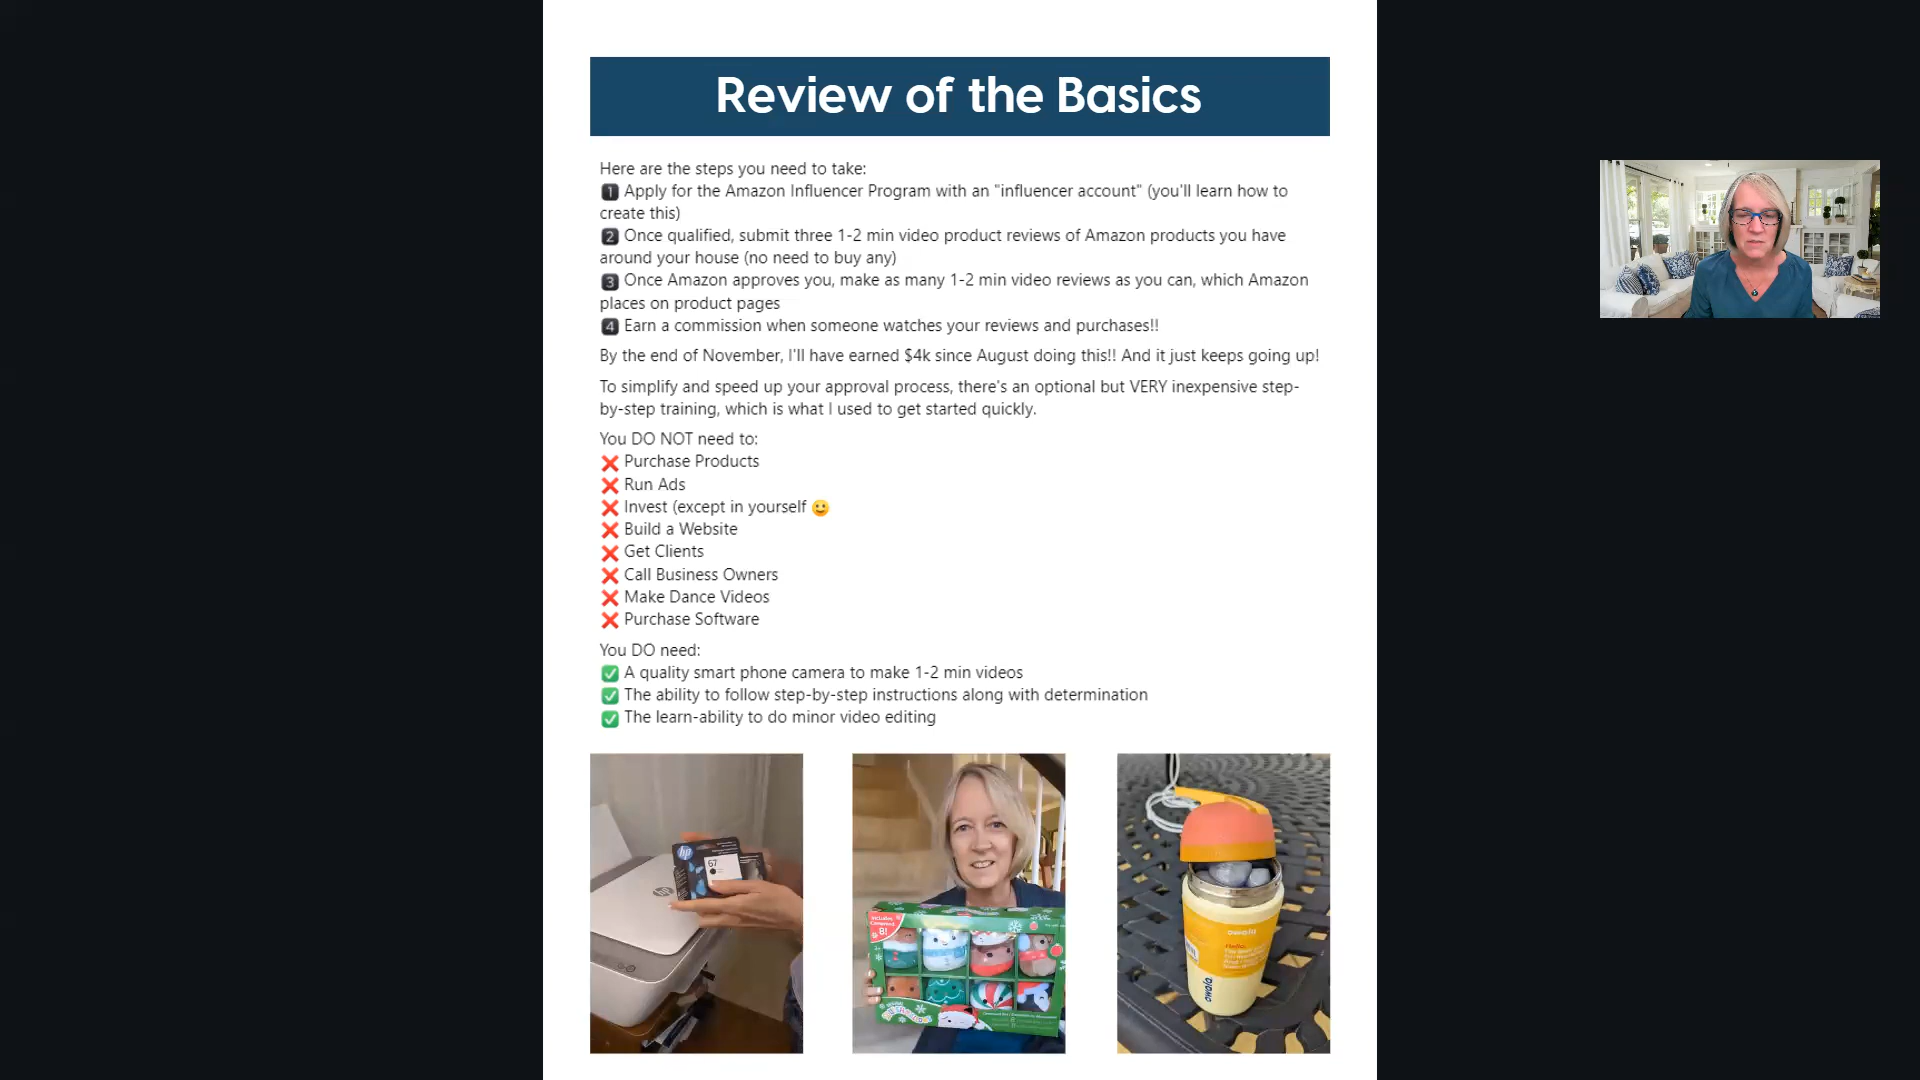 Review of the Basics
Here are the steps you need to take:
1 Apply for the Amazon Influencer Program with an "influencer account" (you'll learn how to
create this)
2 Once qualified, submit three 1-2 min video product reviews of Amazon products you have
around your house (no need to buy any)
3 Once Amazon approves you, make as many 1-2 min video reviews as you can, which Amazon
places on product pages
4 Earn a commission when someone watches your reviews and purchases!!
By the end of November, I'll have earned $4k since August doing this!! And it just keeps going up!
To simplify and speed up your approval process, there's an optional but VERY inexpensive step-
by-step training, which is what I used to get started quickly.
You DO NOT need to:
❌ Purchase Products
❌ Run Ads
❌ Invest (except in yourself 🙂
❌ Build a Website
❌ Get Clients
❌ Call Business Owners
❌ Make Dance Videos
❌ Purchase Software
You DO need:
✅ A quality smart phone camera to make 1-2 min videos
✅ The ability to follow step-by-step instructions along with determination
✅ The learn-ability to do minor video editing
hp
67
hp
8!
owala
Hello.
owala